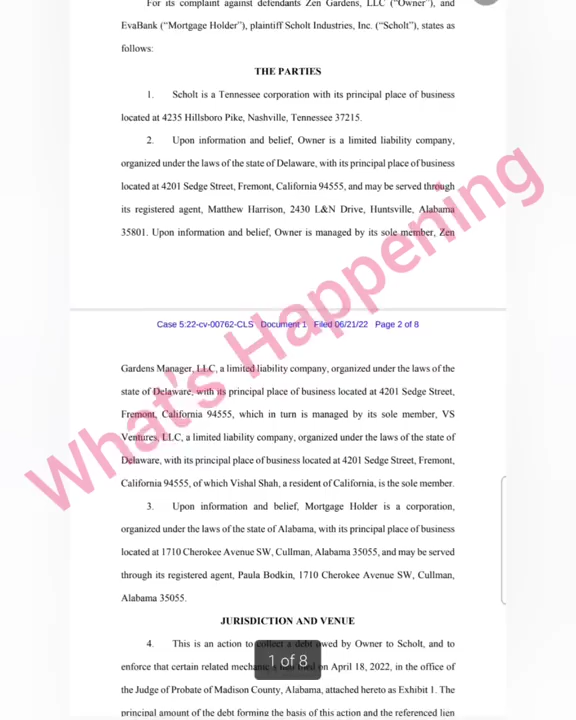 For its complaint against defendants Zen Gardens, LLC (“Owner”), and
EvaBank (“Mortgage Holder”), plaintiff Scholt Industries, Inc. (“Scholt”), states as
follows:
THE PARTIES
1. Scholt is a Tennessee corporation with its principal place of business
located at 4235 Hillsboro Pike, Nashville, Tennessee 37215.
2. Upon information and belief, Owner is a limited liability company,
organized under the laws of the state of Delaware, with its principal place of business
located at 4201 Sedge Street, Fremont, California 94555, and may be served through
its registered agent, Matthew Harrison, 2430 L&N Drive, Huntsville, Alabama
35801. Upon information and belief, Owner is managed by its sole member, Zen
What's Happening
Case 5:22-cv-00762-CLS Document 1 Filed 06/21/22 Page 2 of 8
Gardens Manager, LLC, a limited liability company, organized under the laws of the
state of Delaware, with its principal place of business located at 4201 Sedge Street,
Fremont, California 94555, which in turn is managed by its sole member, VS
Ventures, LLC, a limited liability company, organized under the laws of the state of
Delaware, with its principal place of business located at 4201 Sedge Street, Fremont,
California 94555, of which Vishal Shah, a resident of California, is the sole member.
3. Upon information and belief, Mortgage Holder is a corporation,
organized under the laws of the state of Alabama, with its principal place of business
located at 1710 Cherokee Avenue SW, Cullman, Alabama 35055, and may be served
through its registered agent, Paula Bodkin, 1710 Cherokee Avenue SW, Cullman,
Alabama 35055.
JURISDICTION AND VENUE
4. This is an action to collect a debt owed by Owner to Scholt, and to
enforce that certain related mechanic's on April 18, 2022, in the office of
1 of 8
the Judge of Probate of Madison County, Alabama, attached hereto as Exhibit 1. The
principal amount of the debt forming the basis of this action and the referenced lien